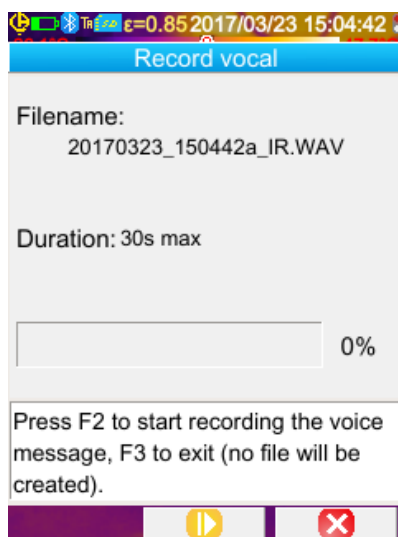 ε=0.85 2017/03/23 15:04:42
Record vocal
Filename:
20170323_150442a_IR.WAV
Duration: 30s max
0%
Press F2 to start recording the voice
message, F3 to exit (no file will be
created).